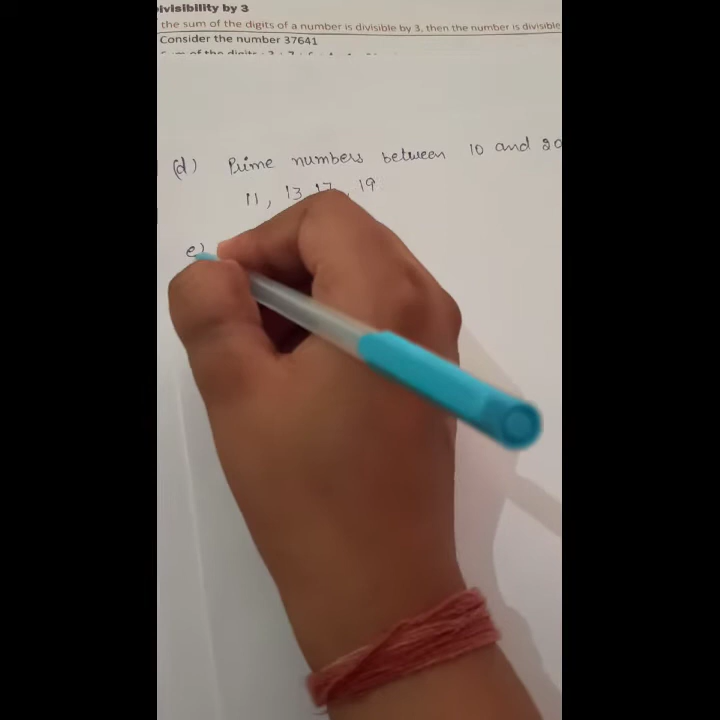 ivisibility by 3
the sum of the digits of a number is divisible by 3, then the number is divisible
Consider the number 37641
(d) Prime numbers between 10 and 20
11, 13, 17, 19
e)